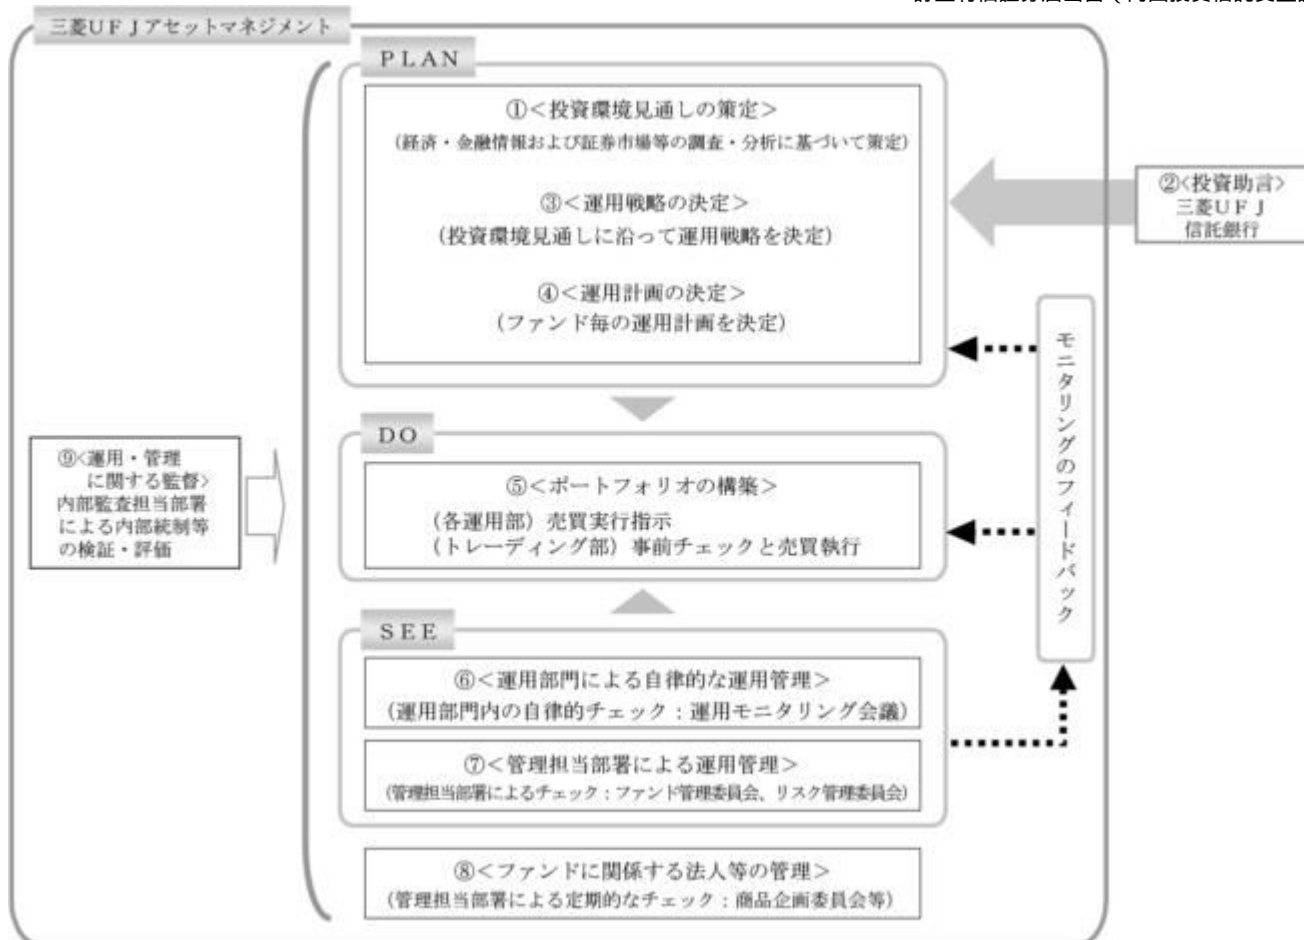 三菱ＵＦＪアセットマネジメント
ＰＬＡＮ
①＜投資環境見通しの策定＞
(経済・金融情報および証券市場等の調査・分析に基づいて策定)
③＜運用戦略の決定＞
(投資環境見通しに沿って運用戦略を決定)
④＜運用計画の決定＞
(ファンド毎の運用計画を決定)
②<投資助言>
三菱ＵＦＪ
信託銀行
モニタリングのフィードバック
ＤＯ
⑤＜ポートフォリオの構築＞
(各運用部) 売買実行指示
(トレーディング部) 事前チェックと売買執行
⑨<運用・管理
に関する監督>
内部監査担当部署
による内部統制等
の検証・評価
ＳＥＥ
⑥＜運用部門による自律的な運用管理＞
(運用部門内の自律的チェック：運用モニタリング会議)
⑦＜管理担当部署による運用管理＞
(管理担当部署によるチェック：ファンド管理委員会、リスク管理委員会)
⑧＜ファンドに関係する法人等の管理＞
(管理担当部署による定期的なチェック：商品企画委員会等)